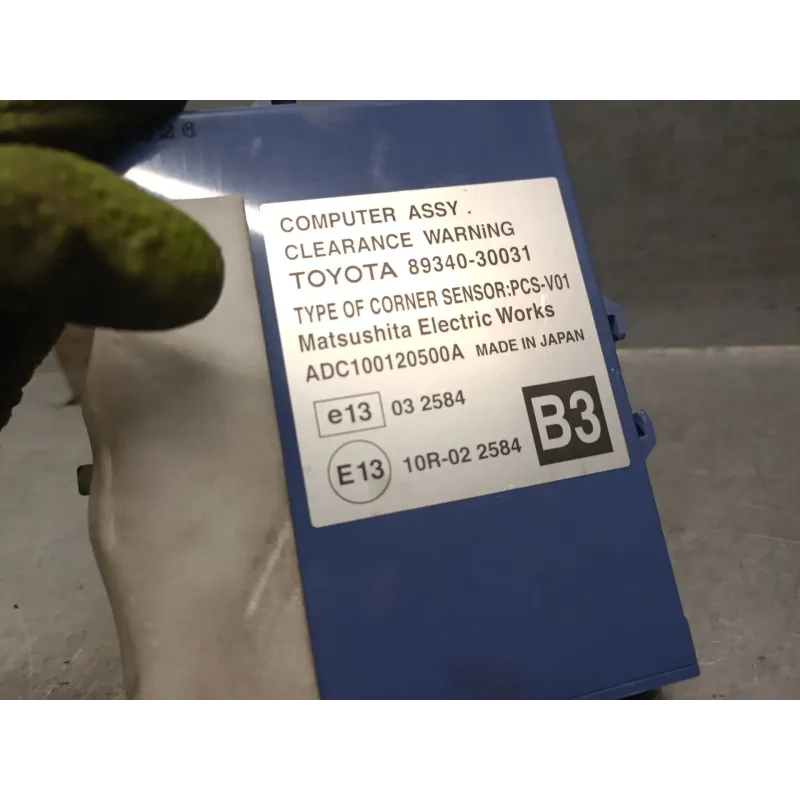 26
COMPUTER ASSY.
CLEARANCE WARNiNG
TOYOTA 89340-30031
TYPE OF CORNER SENSOR:PCS-V01
Matsushita Electric Works
ADC100120500A MADE IN JAPAN
e13 03 2584
E13 10R-02 2584
B3